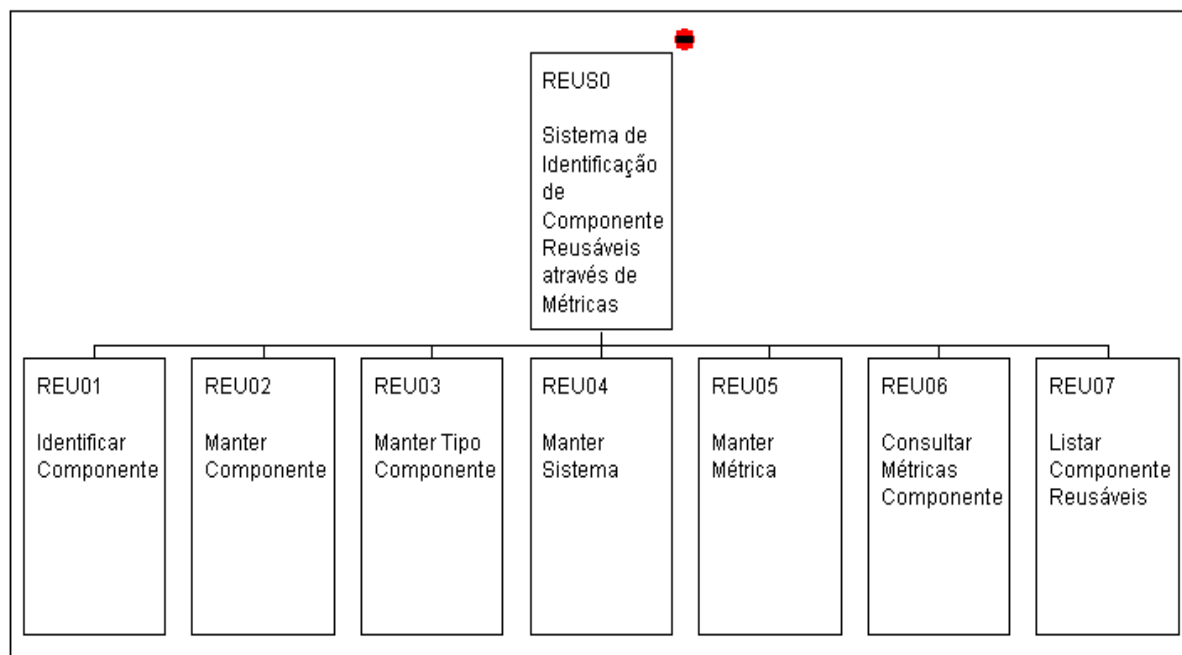 REUS0
Sistema de
Identificação
de
Componente
Reusáveis
através de
Métricas
REU01
Identificar
Componente
REU02
Manter
Componente
REU03
Manter Tipo
Componente
REU04
Manter
Sistema
REU05
Manter
Métrica
REU06
Consultar
Métricas
Componente
REU07
Listar
Componente
Reusáveis